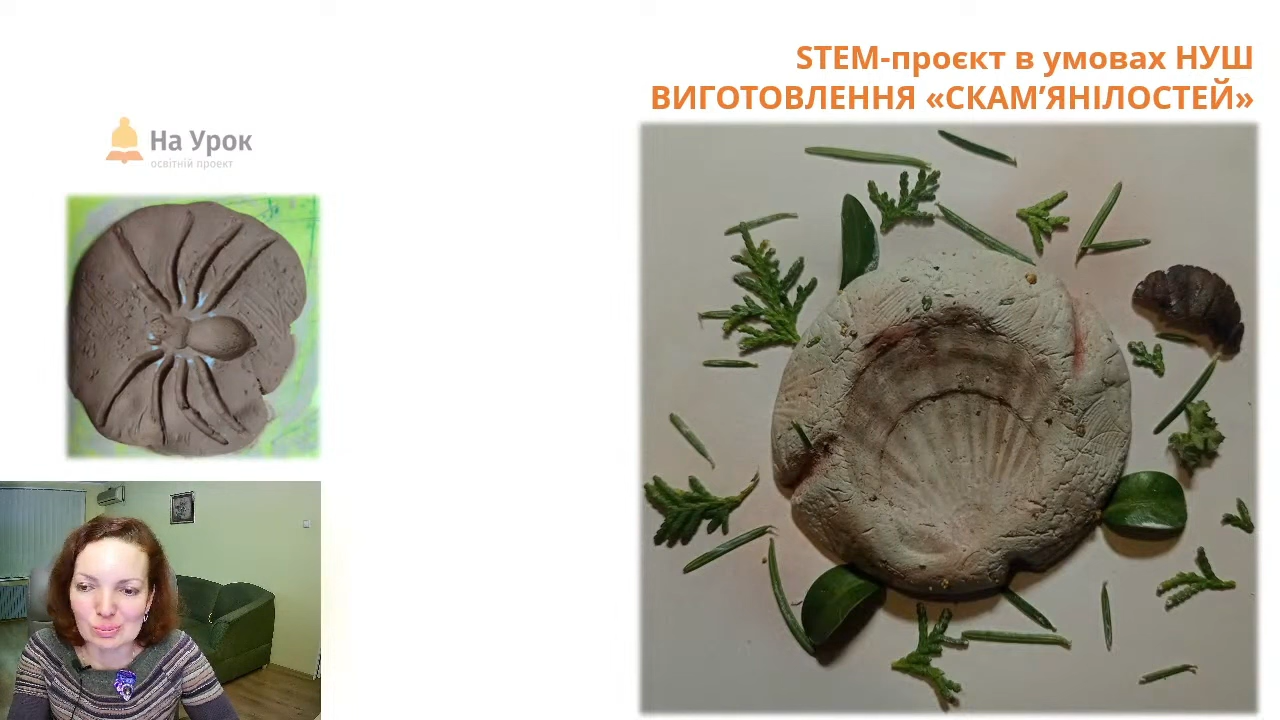 STEM-проєкт в умовах НУШ
ВИГОТОВЛЕННЯ «СКАМ’ЯНІЛОСТЕЙ»
На Урок
освітній проект